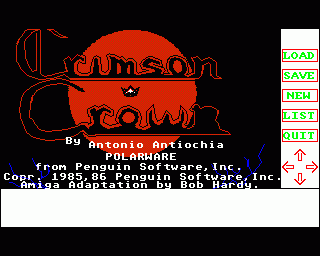 Crimson
Crown
By Antonio Antiochia
POLARWARE
from Penguin Software,Inc.
Copr. 1985,86 Penguin Software,Inc.
Amiga Adaptation by Bob Hardy.
LOAD
SAVE
NEW
LIST
QUIT